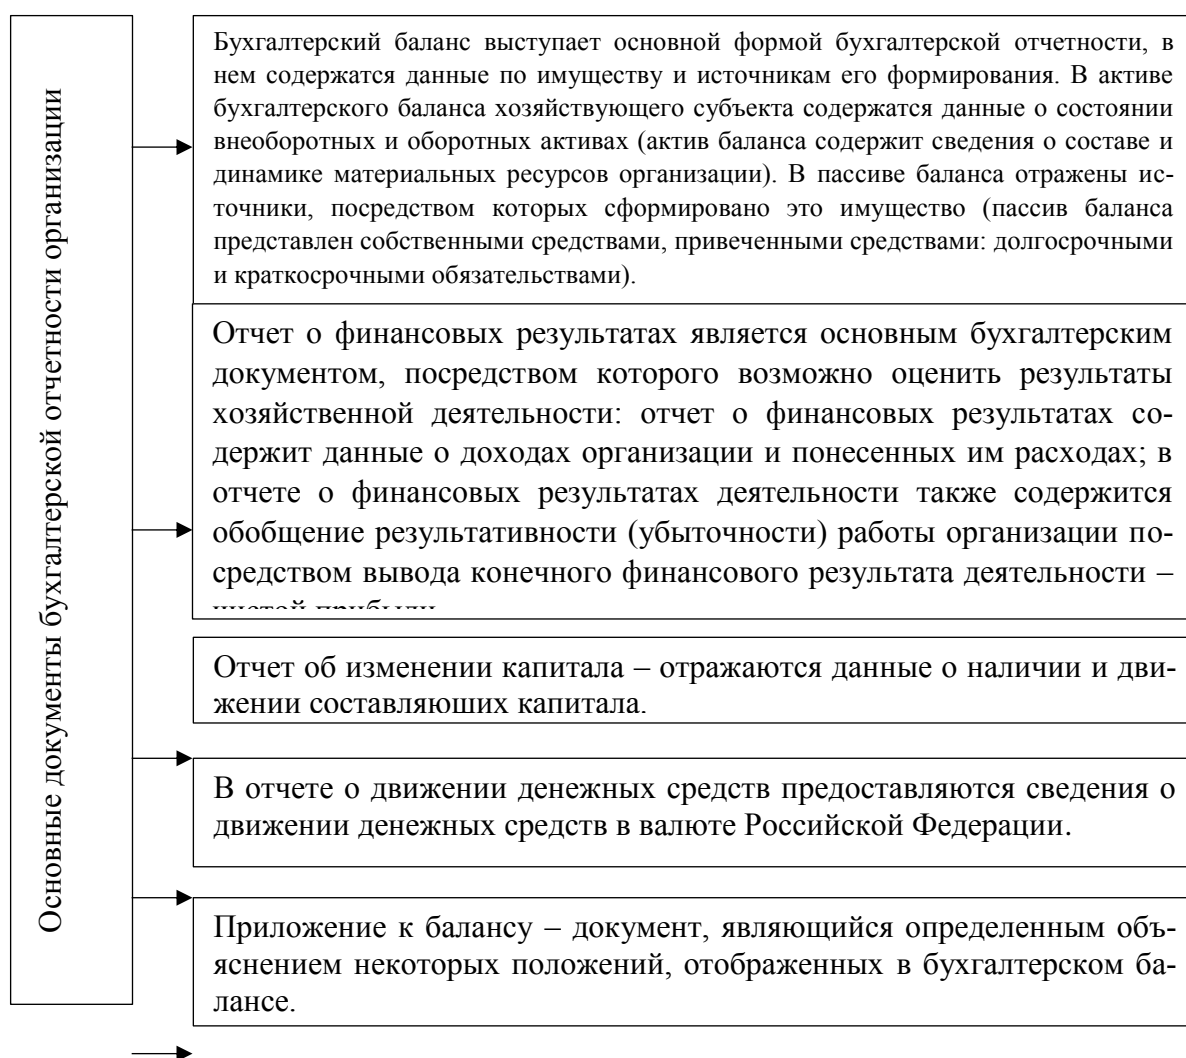 Основные документы бухгалтерской отчетности организации
Бухгалтерский баланс выступает основной формой бухгалтерской отчетности, в
нем содержатся данные по имуществу и источникам его формирования. В активе
бухгалтерского баланса хозяйствующего субъекта содержатся данные о состоянии
внеоборотных и оборотных активах (актив баланса содержит сведения о составе и
динамике материальных ресурсов организации). В пассиве баланса отражены ис-
точники, посредством которых сформировано это имущество (пассив баланса
представлен собственными средствами, привеченными средствами: долгосрочными
и краткосрочными обязательствами).
Отчет о финансовых результатах является основным бухгалтерским
документом, посредством которого возможно оценить результаты
хозяйственной деятельности: отчет о финансовых результатах со-
держит данные о доходах организации и понесенных им расходах; в
отчете о финансовых результатах деятельности также содержится
обобщение результативности (убыточности) работы организации по-
средством вывода конечного финансового результата деятельности –
чистой прибыли
Отчет об изменении капитала – отражаются данные о наличии и дви-
жении составляюших капитала.
В отчете о движении денежных средств предоставляются сведения о
движении денежных средств в валюте Российской Федерации.
Приложение к балансу – документ, являющийся определенным объ-
яснением некоторых положений, отображенных в бухгалтерском ба-
лансе.